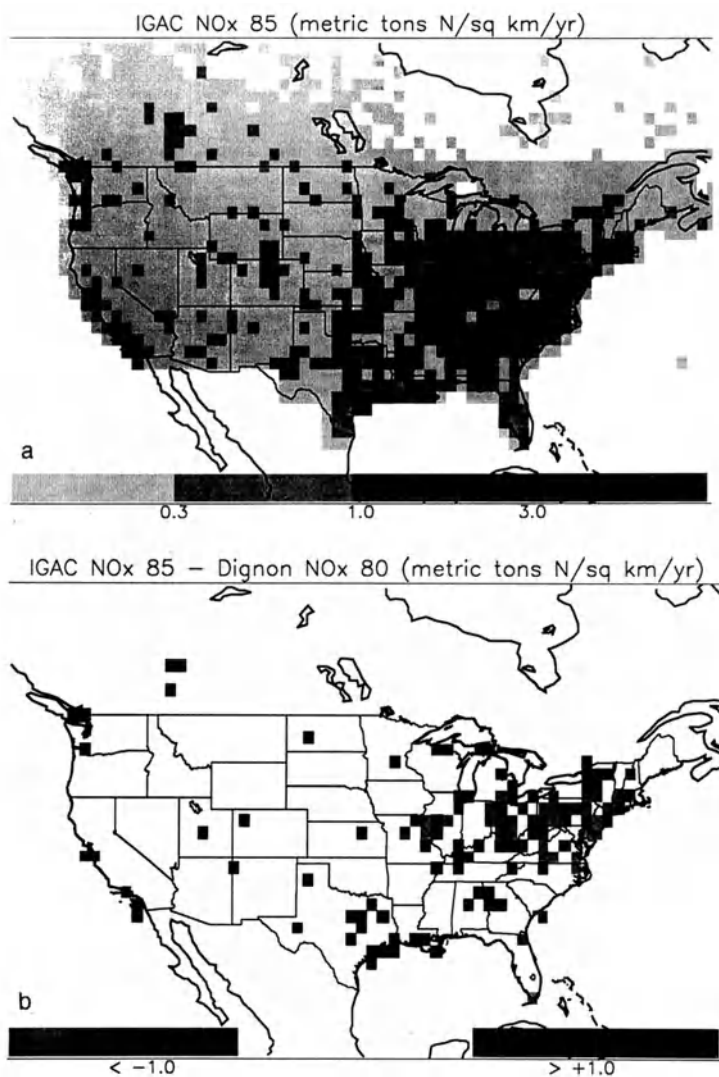 IGAC NOx 85 (metric tons N/sq km/yr)
a
0.3 1.0 3.0
IGAC NOx 85 − Dignon NOx 80 (metric tons N/sq km/yr)
b
< −1.0 > +1.0